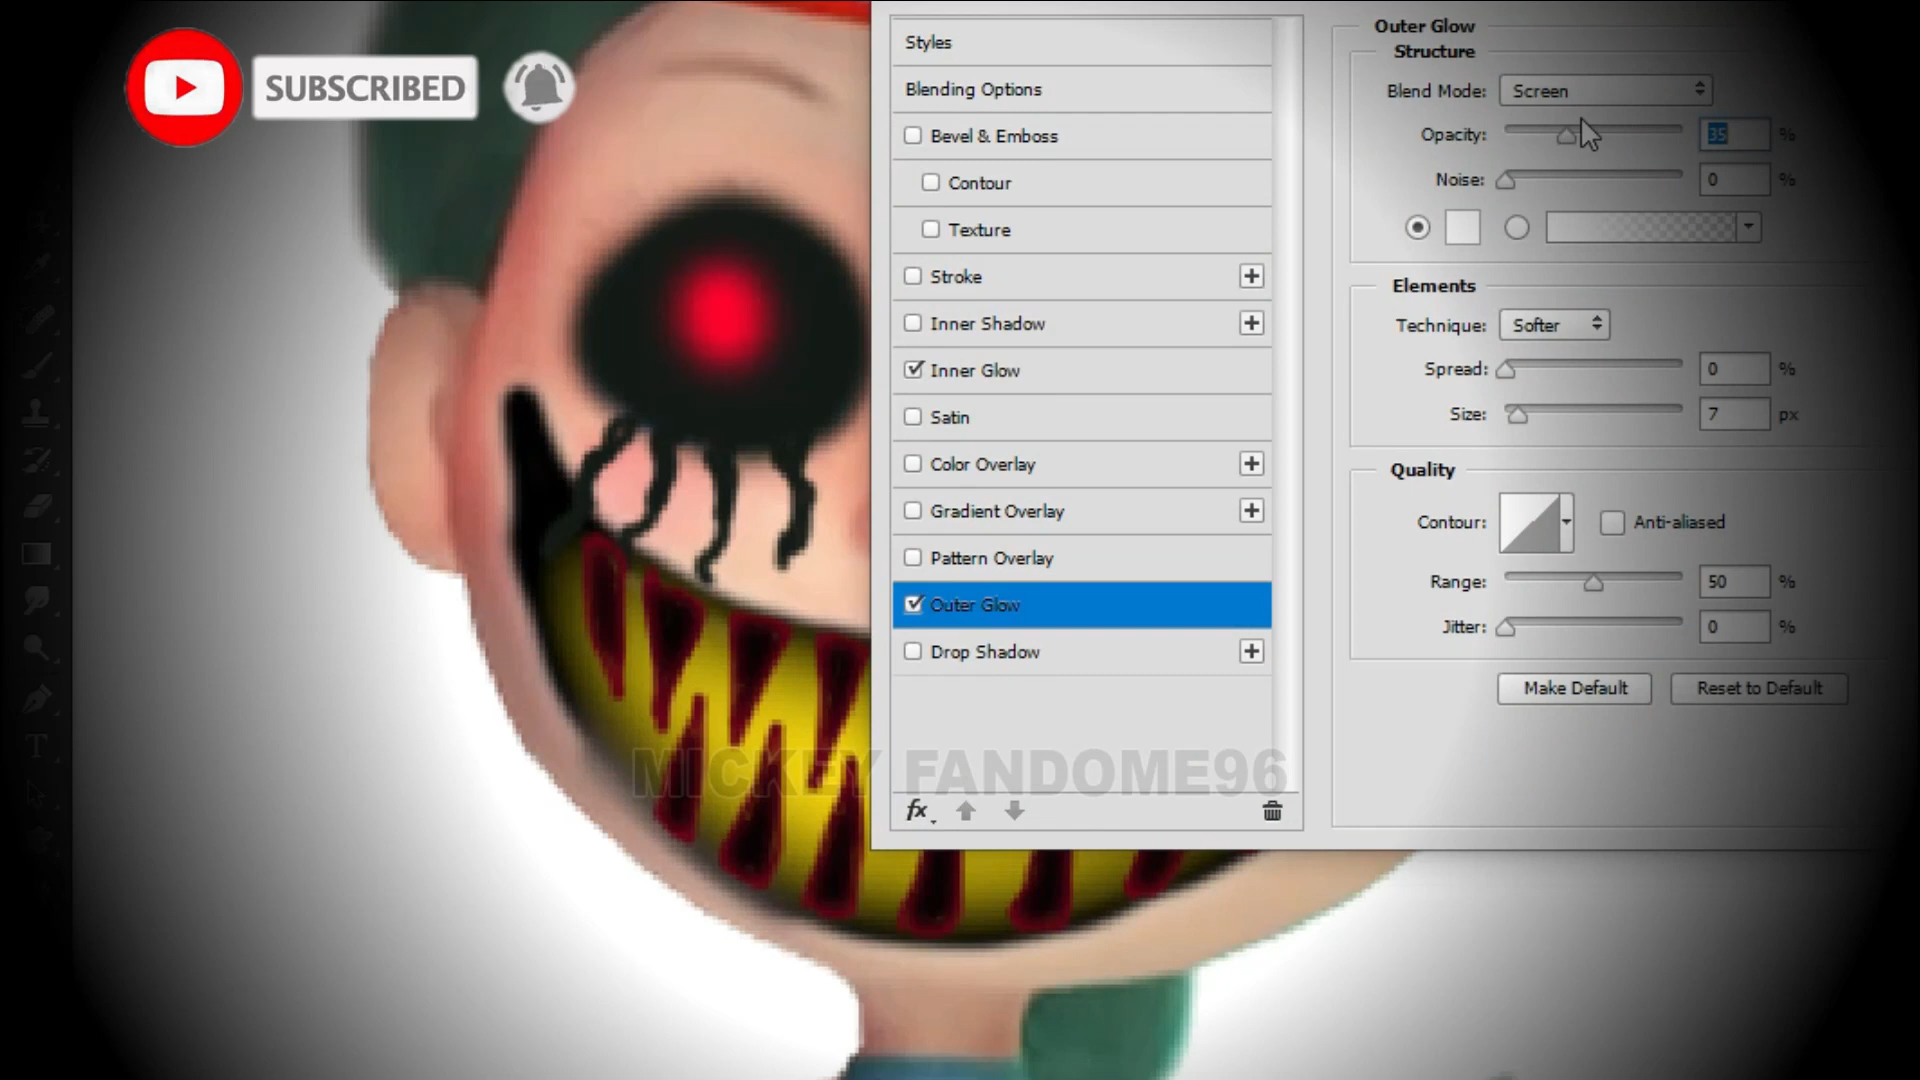 SUBSCRIBED
Styles
Blending Options
Bevel & Emboss
Contour
Texture
Stroke
Inner Shadow
Inner Glow
Satin
Color Overlay
Gradient Overlay
Pattern Overlay
Outer Glow
Drop Shadow
fx
Outer Glow
Structure
Blend Mode: Screen
Opacity: 35 %
Noise: 0 %
Elements
Technique: Softer
Spread: 0 %
Size: 7 px
Quality
Contour: Anti-aliased
Range: 50 %
Jitter: 0 %
Make Default Reset to Default
MICKEY FANDOME96